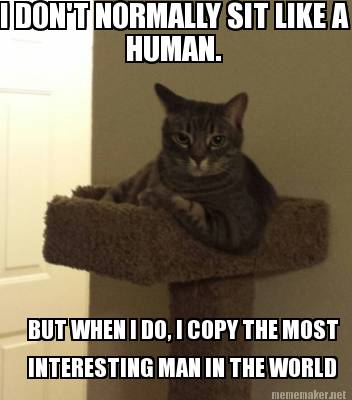 I DON'T NORMALLY SIT LIKE A
HUMAN.
BUT WHEN I DO, I COPY THE MOST
INTERESTING MAN IN THE WORLD
mememaker.net